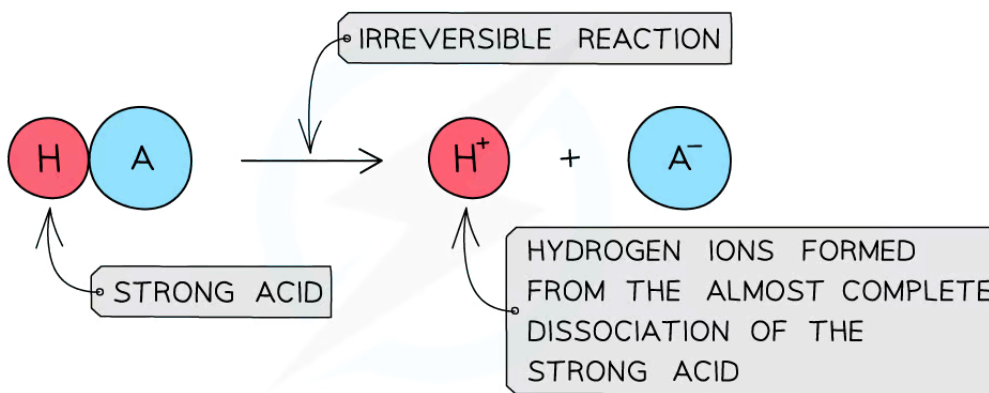 IRREVERSIBLE REACTION
H A H⁺ + A⁻
STRONG ACID
HYDROGEN IONS FORMED
FROM THE ALMOST COMPLETE
DISSOCIATION OF THE
STRONG ACID